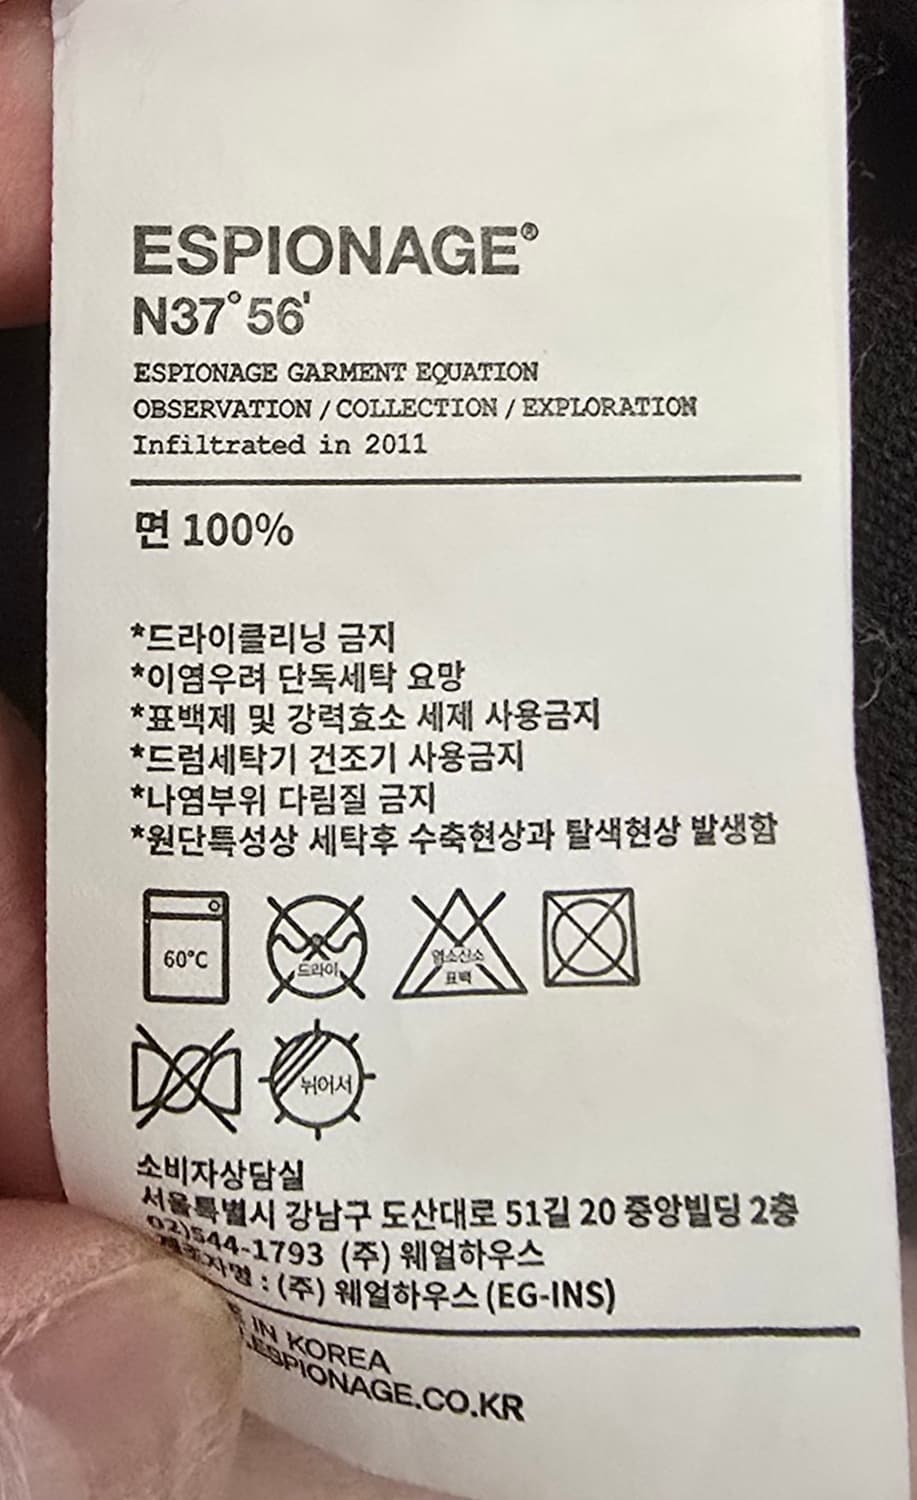 ESPIONAGE®
N37°56'
ESPIONAGE GARMENT EQUATION
OBSERVATION / COLLECTION / EXPLORATION
Infiltrated in 2011
면 100%
*드라이클리닝 금지
*이염우려 단독세탁 요망
*표백제 및 강력효소 세제 사용금지
*드럼세탁기 건조기 사용금지
*나염부위 다림질 금지
*원단특성상 세탁후 수축현상과 탈색현상 발생함
60°C
드라이
염소산소
표백
뉘어서
소비자상담실
서울특별시 강남구 도산대로 51길 20 중앙빌딩 2층
02)544-1793 (주) 웨얼하우스
제조자명 : (주) 웨얼하우스 (EG-INS)
IN KOREA
.ESPIONAGE.CO.KR